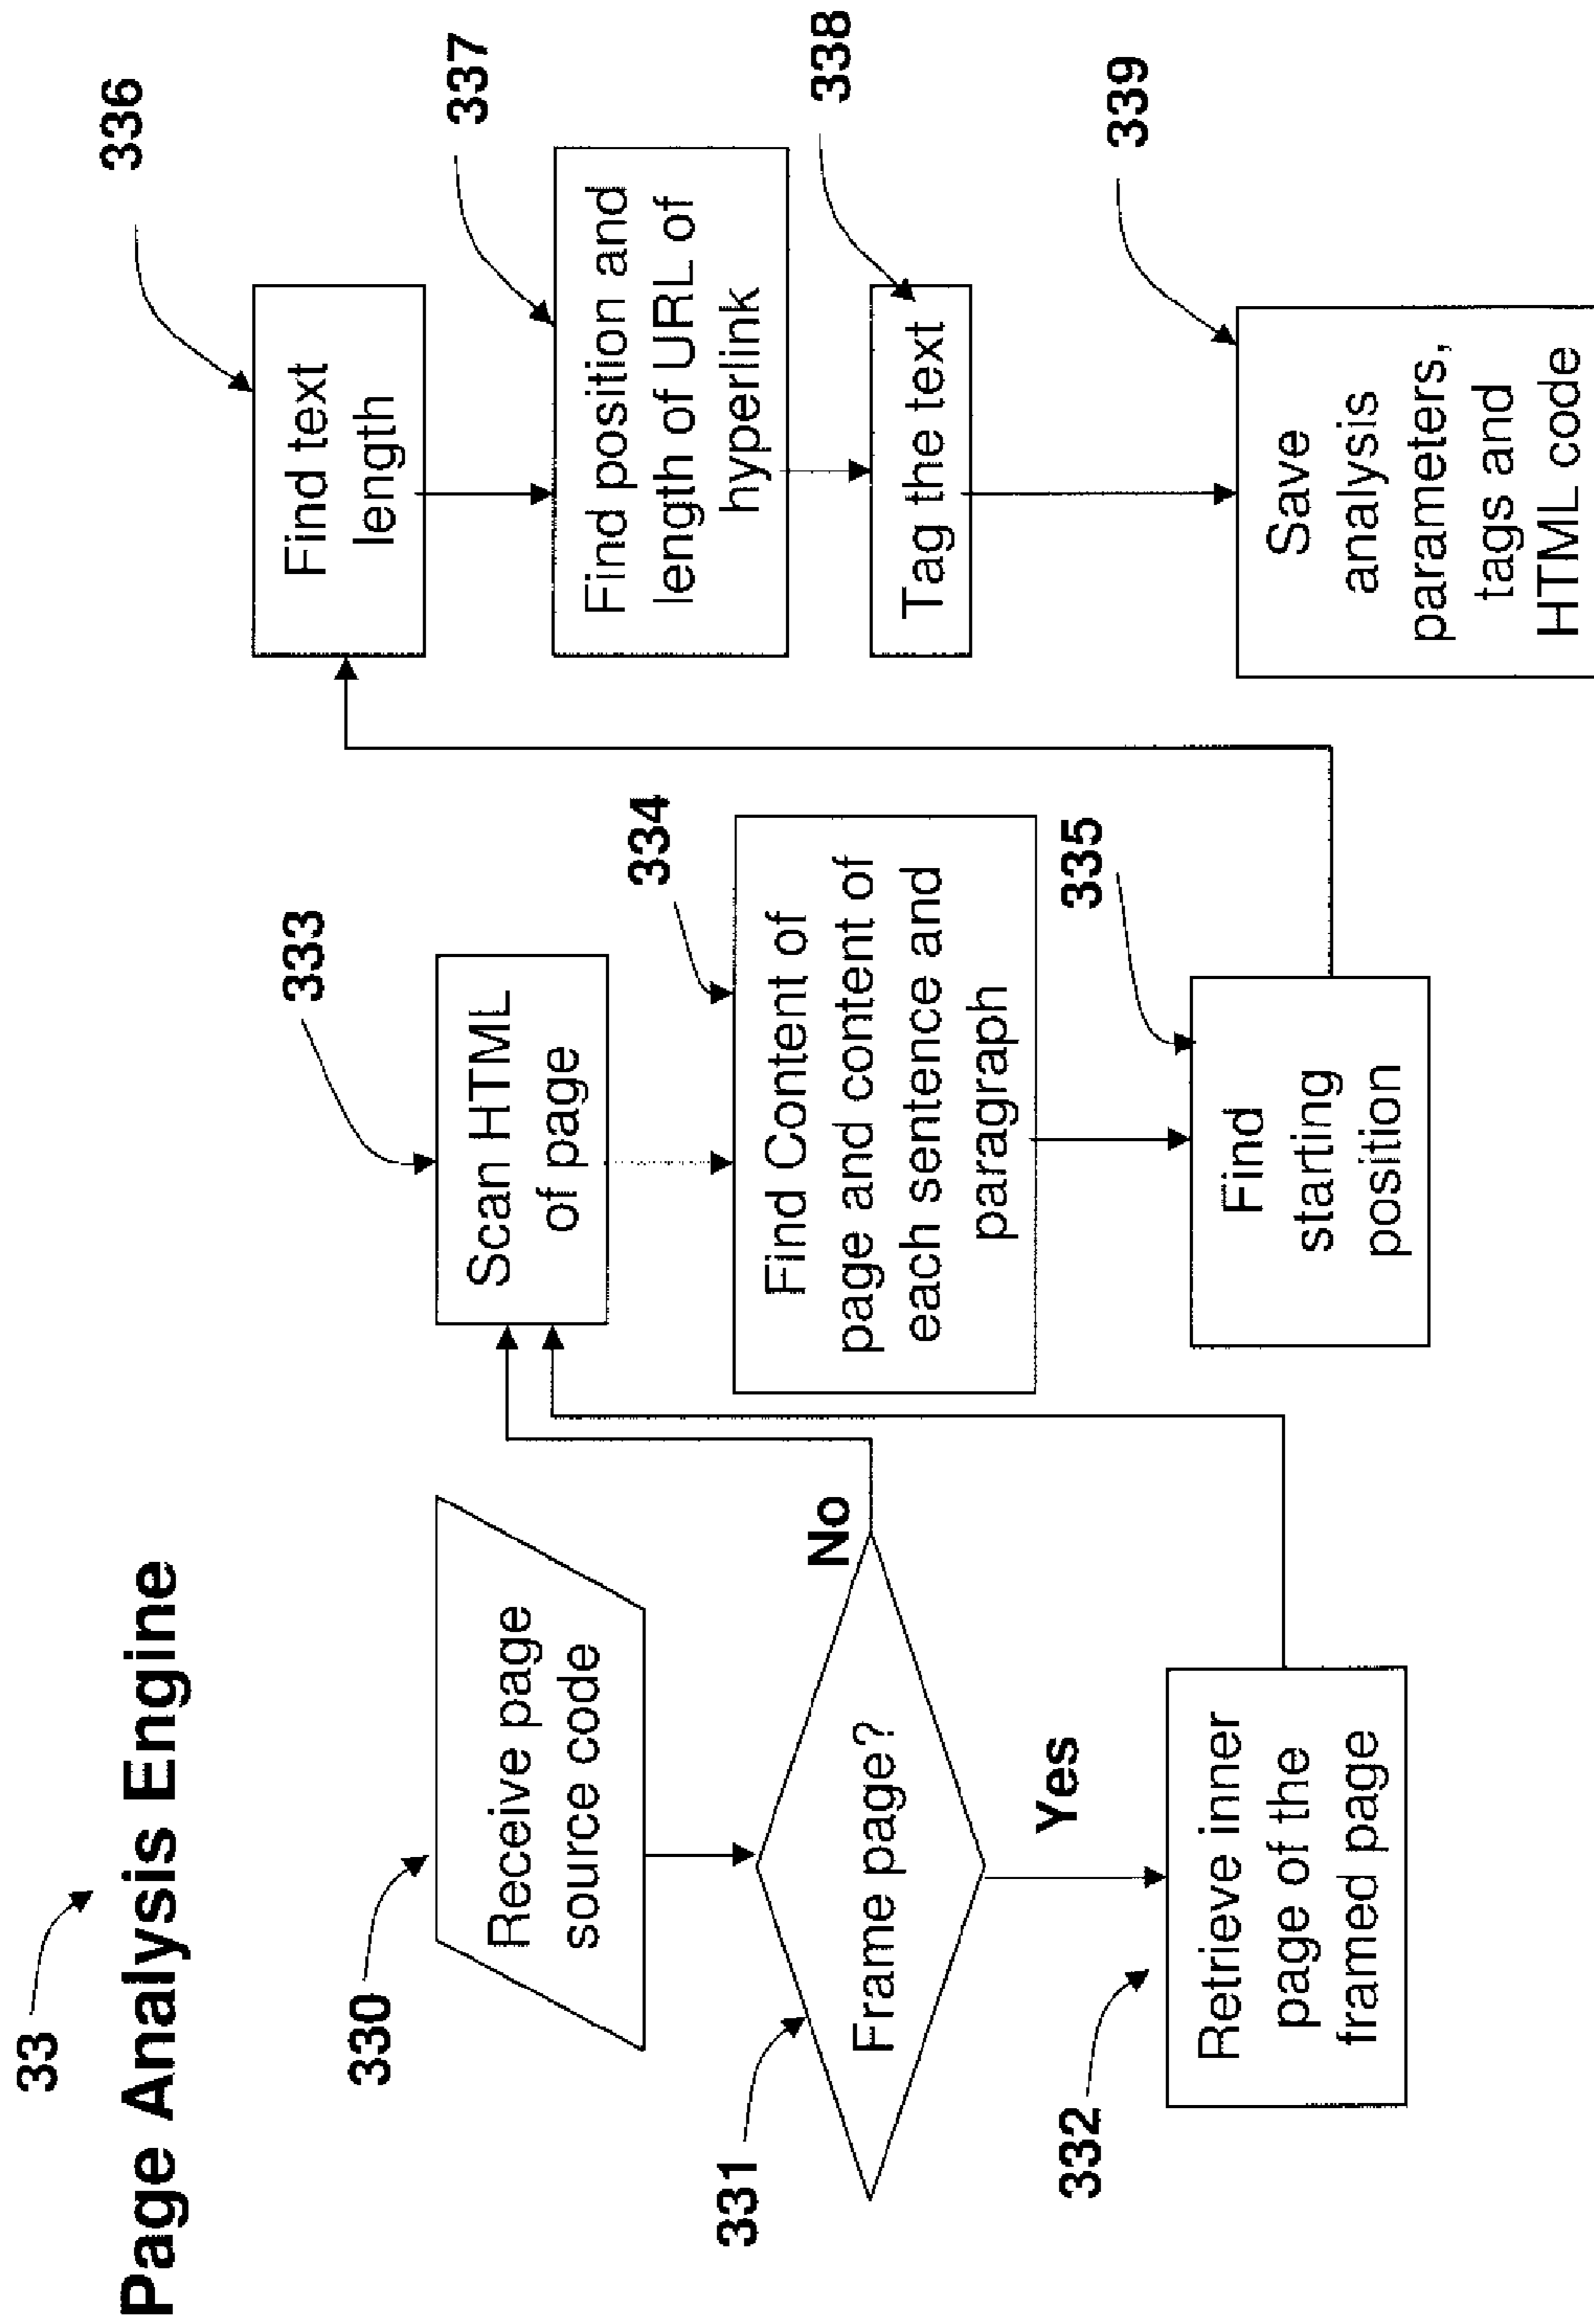 33
Page Analysis Engine
330
Receive page
source code
331
Frame page?
No
Yes
332
Retrieve inner
page of the
framed page
333
Scan HTML
of page
334
Find Content of
page and content of
each sentence and
paragraph
335
Find
starting
position
336
Find text
length
337
Find position and
length of URL of
hyperlink
338
Tag the text
339
Save
analysis
parameters,
tags and
HTML code